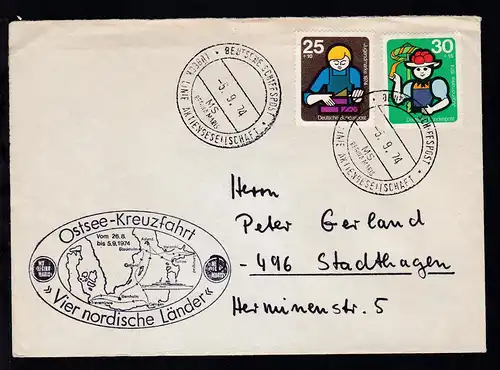 DEUTSCHE SCHIFFSPOST
-5.9.74
MS
LINIE AKTIENGESELLSCHAFT
25
+10
Jugendmarke 1974
Deutsche Bundespost
30
+15
DEUTSCHE SCHIFFSPOST
-5.9.74
MS
LINIE AKTIENGESELLSCHAFT
Herrn
Peter Gerland
-496 Stadthagen
Herminenstr. 5
Ostsee-Kreuzfahrt
vom 26.8.
bis 5.9.1974
»Vier nordische Länder«